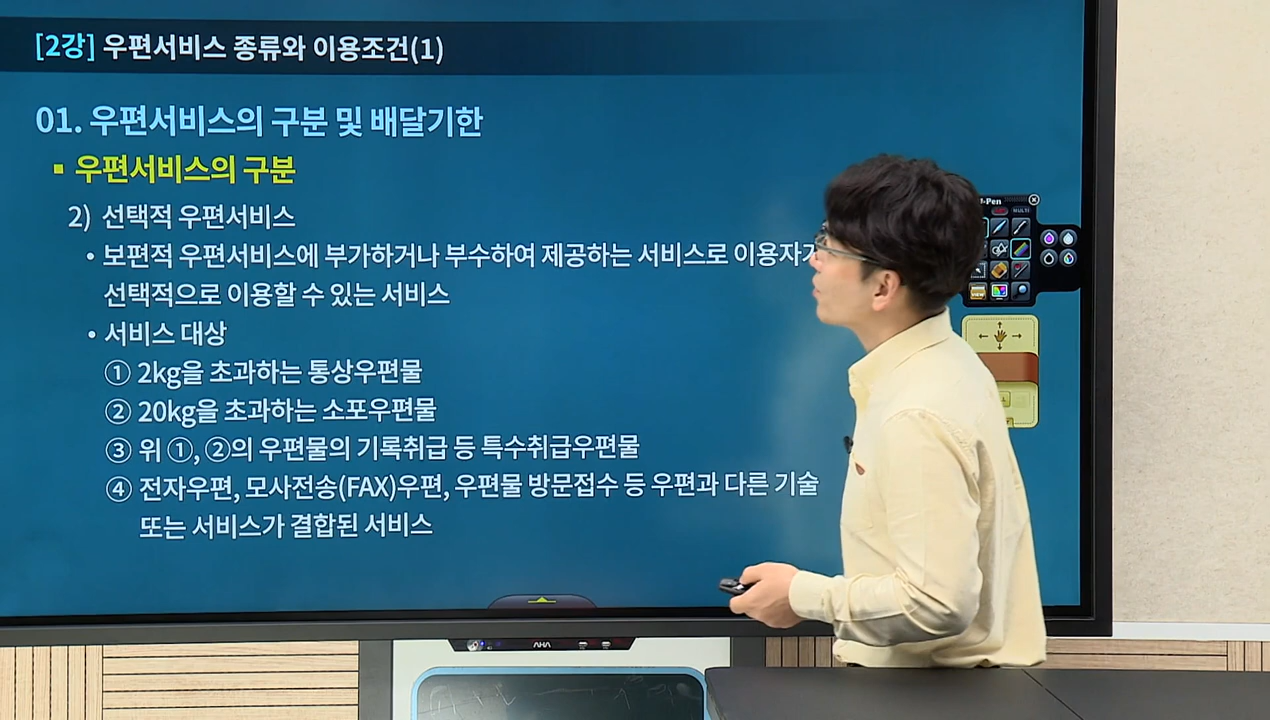 [2강] 우편서비스 종류와 이용조건(1)
01. 우편서비스의 구분 및 배달기한
▪ 우편서비스의 구분
2) 선택적 우편서비스
• 보편적 우편서비스에 부가하거나 부수하여 제공하는 서비스로 이용자가
선택적으로 이용할 수 있는 서비스
• 서비스 대상
① 2kg을 초과하는 통상우편물
② 20kg을 초과하는 소포우편물
③ 위 ①, ②의 우편물의 기록취급 등 특수취급우편물
④ 전자우편, 모사전송(FAX)우편, 우편물 방문접수 등 우편과 다른 기술
또는 서비스가 결합된 서비스
-Pen
MULTI
VIEW
AHA